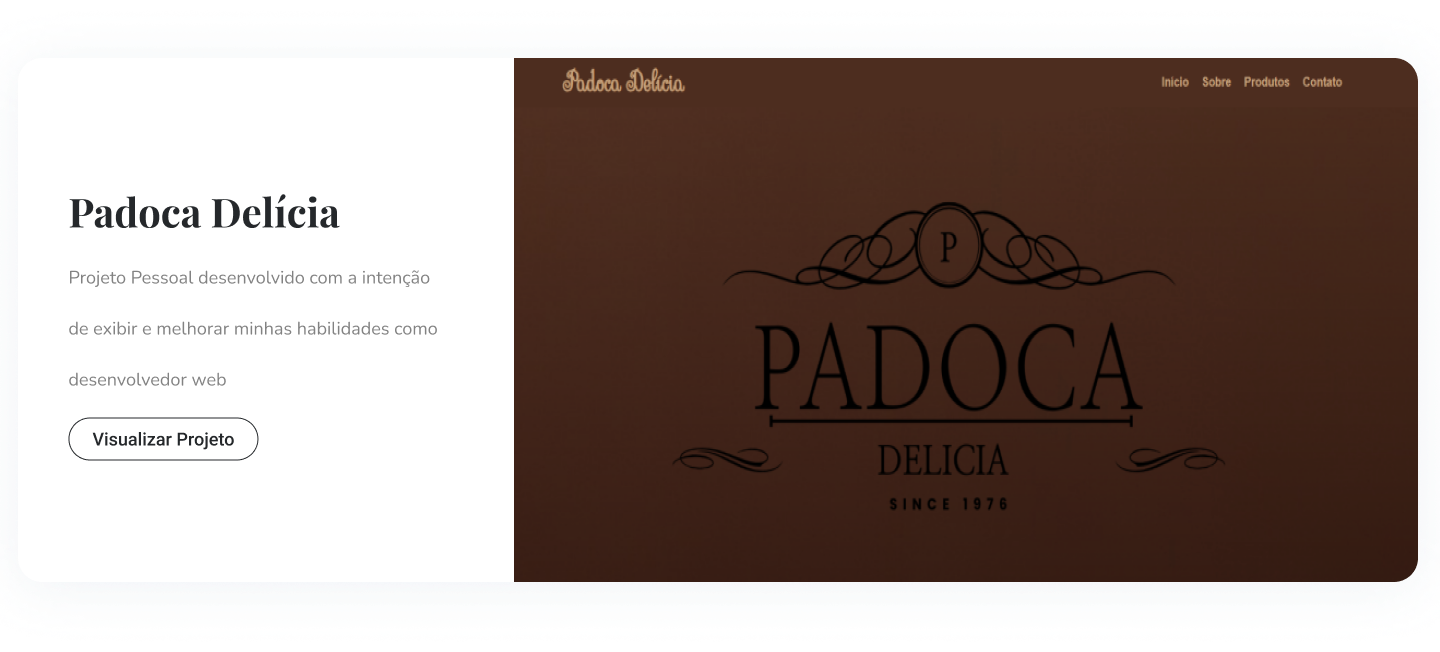 Padoca Delícia
Projeto Pessoal desenvolvido com a intenção
de exibir e melhorar minhas habilidades como
desenvolvedor web
Visualizar Projeto
Padoca Delícia
Inicio Sobre Produtos Contato
P
PADOCA
DELICIA
SINCE 1976